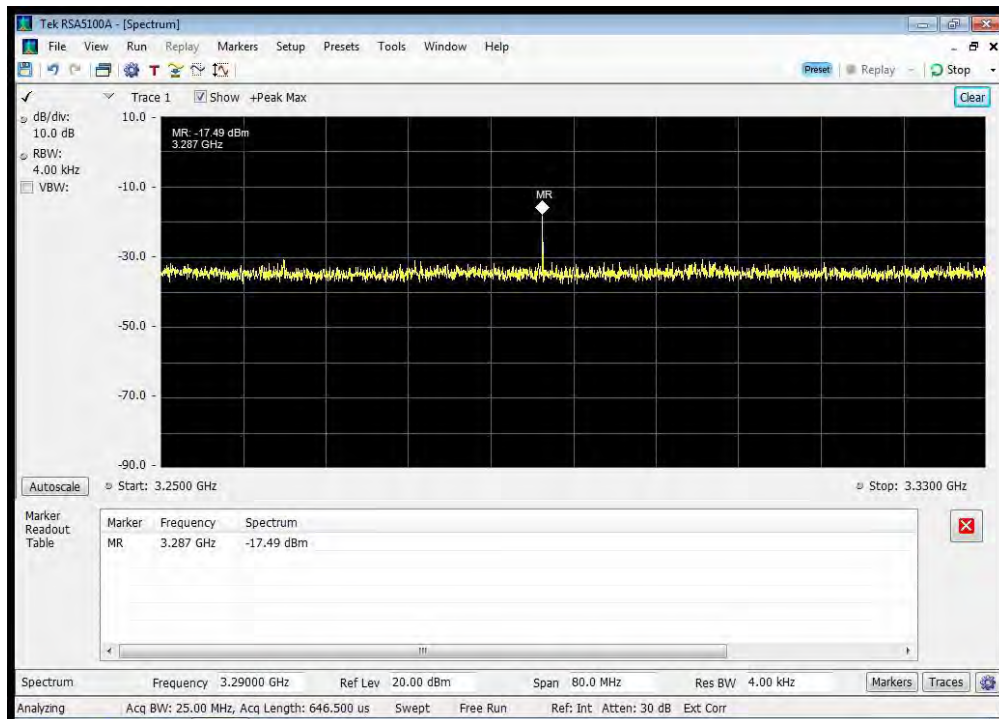 Tek RSA5100A - [Spectrum]
File View Run Replay Markers Setup Presets Tools Window Help
T Preset Replay Stop
Trace 1 Show +Peak Max Clear
dB/div:
10.0 dB
RBW:
4.00 kHz
VBW:
10.0
MR: -17.49 dBm
3.287 GHz
-10.0
MR
-30.0
-50.0
-70.0
-90.0
Autoscale Start: 3.2500 GHz Stop: 3.3300 GHz
Marker
Readout
Table
Marker Frequency Spectrum
MR 3.287 GHz -17.49 dBm
Spectrum Frequency 3.29000 GHz Ref Lev 20.00 dBm Span 80.0 MHz Res BW 4.00 kHz Markers Traces
Analyzing Acq BW: 25.00 MHz, Acq Length: 646.500 us Swept Free Run Ref: Int Atten: 30 dB Ext Corr